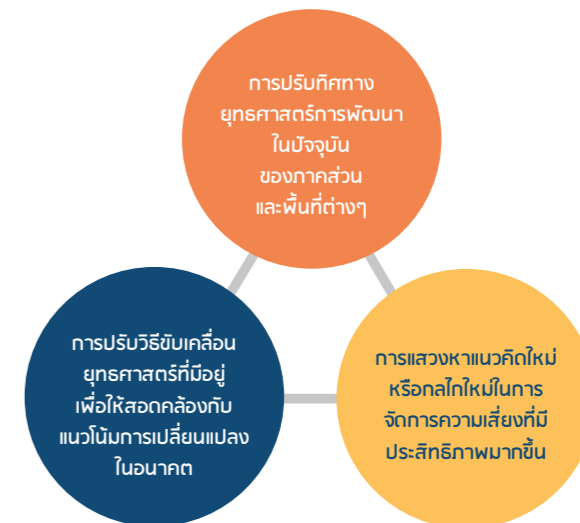 การปรับทิศทาง
ยุทธศาสตร์การพัฒนา
ในปัจจุบัน
ของภาคส่วน
และพื้นที่ต่างๆ
การปรับวิธีขับเคลื่อน
ยุทธศาสตร์ที่มีอยู่
เพื่อให้สอดคล้องกับ
แนวโน้มการเปลี่ยนแปลง
ในอนาคต
การแสวงหาแนวคิดใหม่
หรือกลไกใหม่ในการ
จัดการความเสี่ยงที่มี
ประสิทธิภาพมากขึ้น